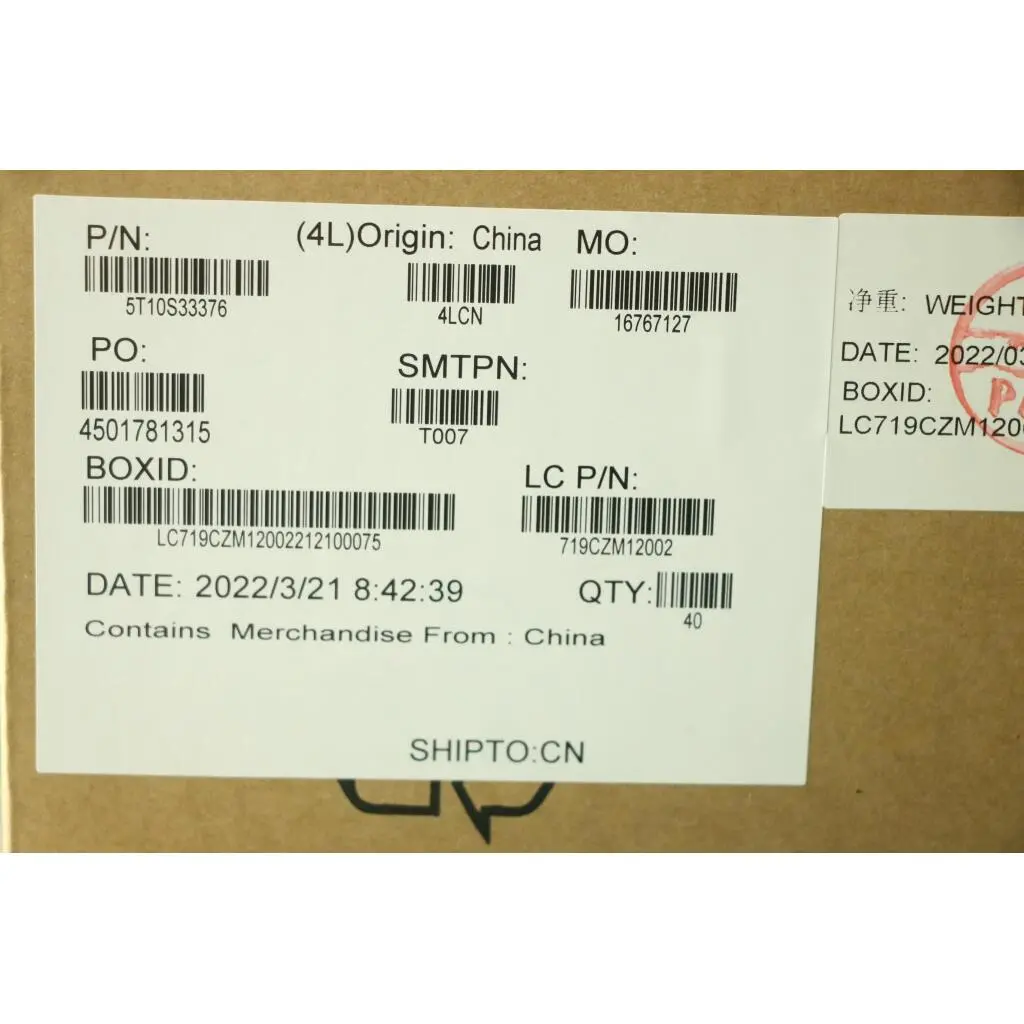 P/N: (4L)Origin: China MO:
5T10S33376 4LCN 16767127
PO: SMTPN:
4501781315 T007
BOXID: LC P/N:
LC719CZM12002212100075 719CZM12002
DATE: 2022/3/21 8:42:39 QTY:
40
Contains Merchandise From : China
SHIPTO:CN
净重: WEIGHT
DATE: 2022/03
BOXID:
LC719CZM120